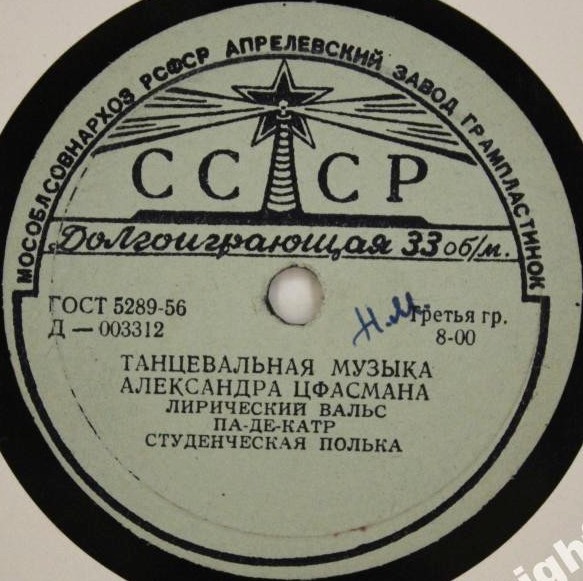 МОСОБЛСОВНАРХОЗ РСФСР АПРЕЛЕВСКИЙ ЗАВОД ГРАМПЛАСТИНОК
СССР
Долгоиграющая 33 об/м.
ГОСТ 5289-56
Д — 003312
Н.М.
Третья гр.
8-00
ТАНЦЕВАЛЬНАЯ МУЗЫКА
АЛЕКСАНДРА ЦФАСМАНА
ЛИРИЧЕСКИЙ ВАЛЬС
ПА-ДЕ-КАТР
СТУДЕНЧЕСКАЯ ПОЛЬКА